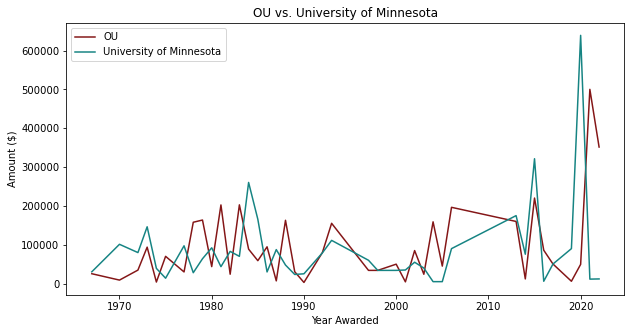 OU vs. University of Minnesota
OU
University of Minnesota
600000
500000
400000
300000
200000
100000
0
Amount ($)
1970
1980
1990
2000
2010
2020
Year Awarded